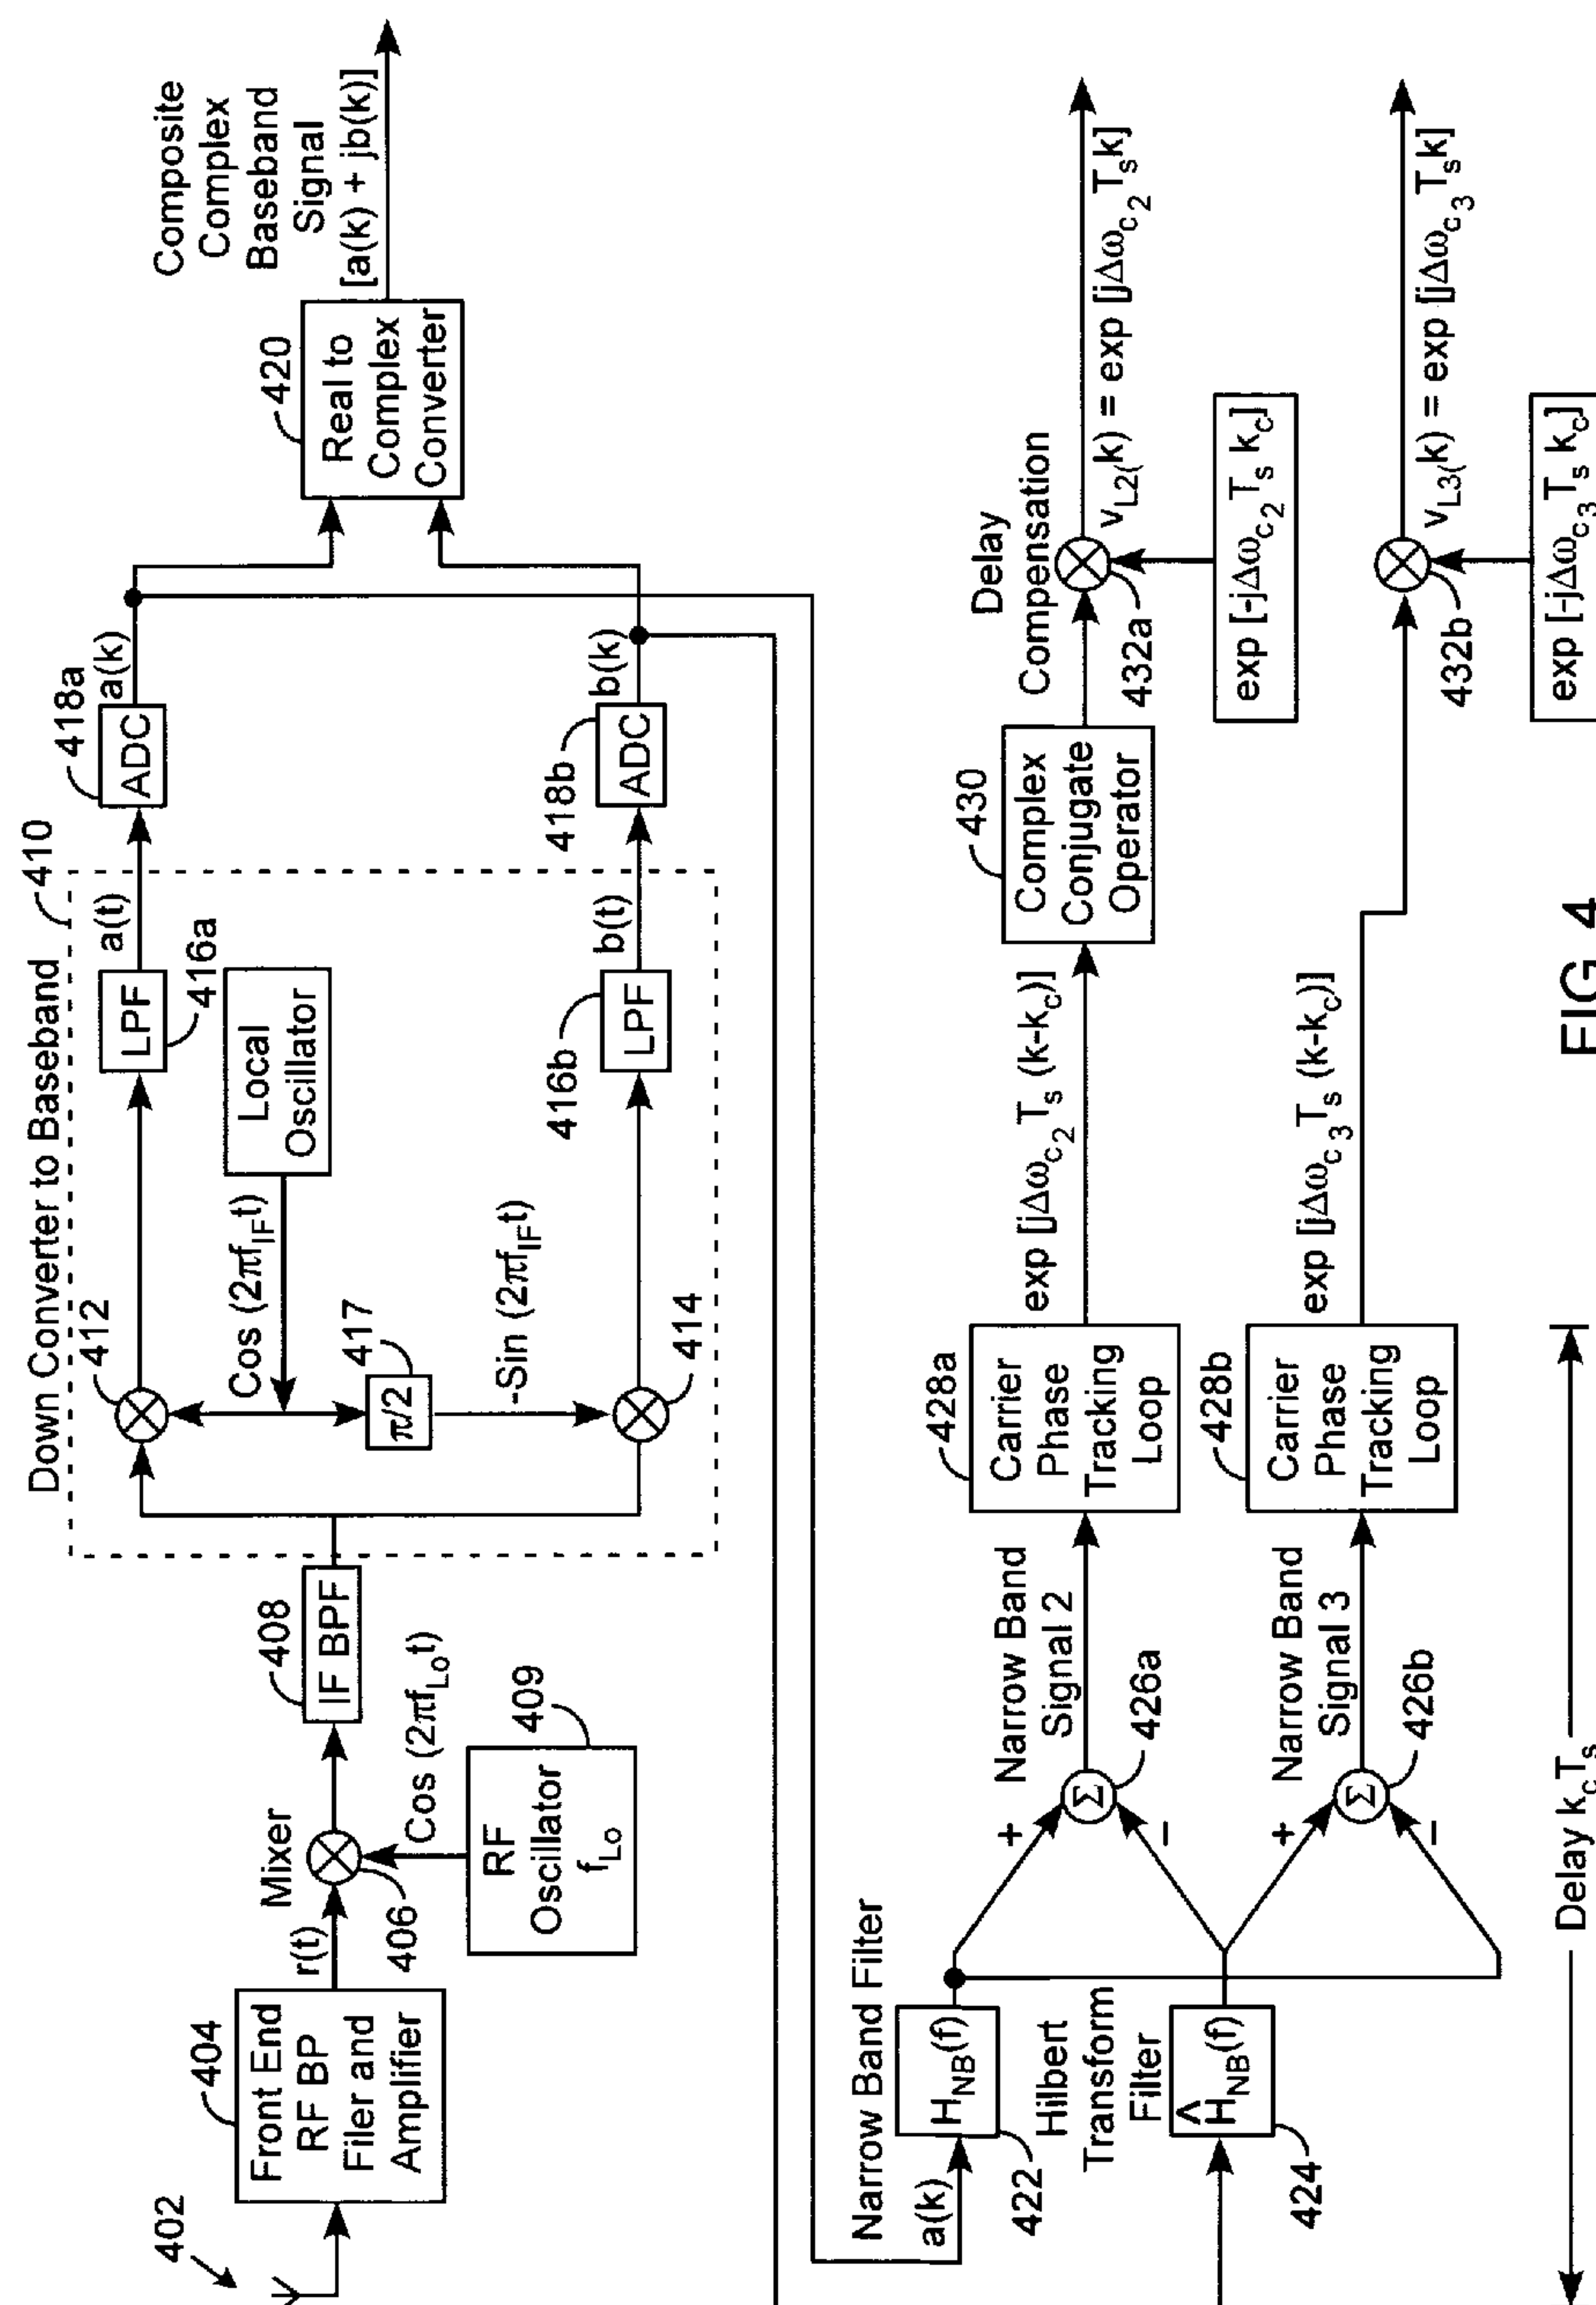 402
404
Front End
RF BP
Filer and
Amplifier
r(t)
Mixer
406
Cos (2πf_Lo t)
409
RF
Oscillator
f_Lo
408
IF BPF
Down Converter to Baseband
410
412
Cos (2πf_IF t)
Local
Oscillator
417
π/2
-Sin (2πf_IF t)
414
LPF
416a
a(t)
416b
LPF
b(t)
418a
ADC
a(k)
418b
ADC
b(k)
420
Real to
Complex
Converter
Composite
Complex
Baseband
Signal
[a(k) + jb(k)]
Narrow Band Filter
a(k)
H_NB(f)
422
Hilbert
Transform
Filter
Ĥ_NB(f)
424
+
Σ
−
426a
Narrow Band
Signal 2
+
Σ
−
426b
Narrow Band
Signal 3
428a
Carrier
Phase
Tracking
Loop
428b
Carrier
Phase
Tracking
Loop
exp [jΔω_c2 T_s (k-k_c)]
exp [jΔω_c3 T_s (k-k_c)]
430
Complex
Conjugate
Operator
Delay
Compensation
432a
v_L2(k) = exp [jΔω_c2 T_s k]
exp [-jΔω_c2 T_s k_c]
432b
v_L3(k) = exp [jΔω_c3 T_s k]
exp [-jΔω_c3 T_s k_c]
Delay k_c T_s
FIG. 4